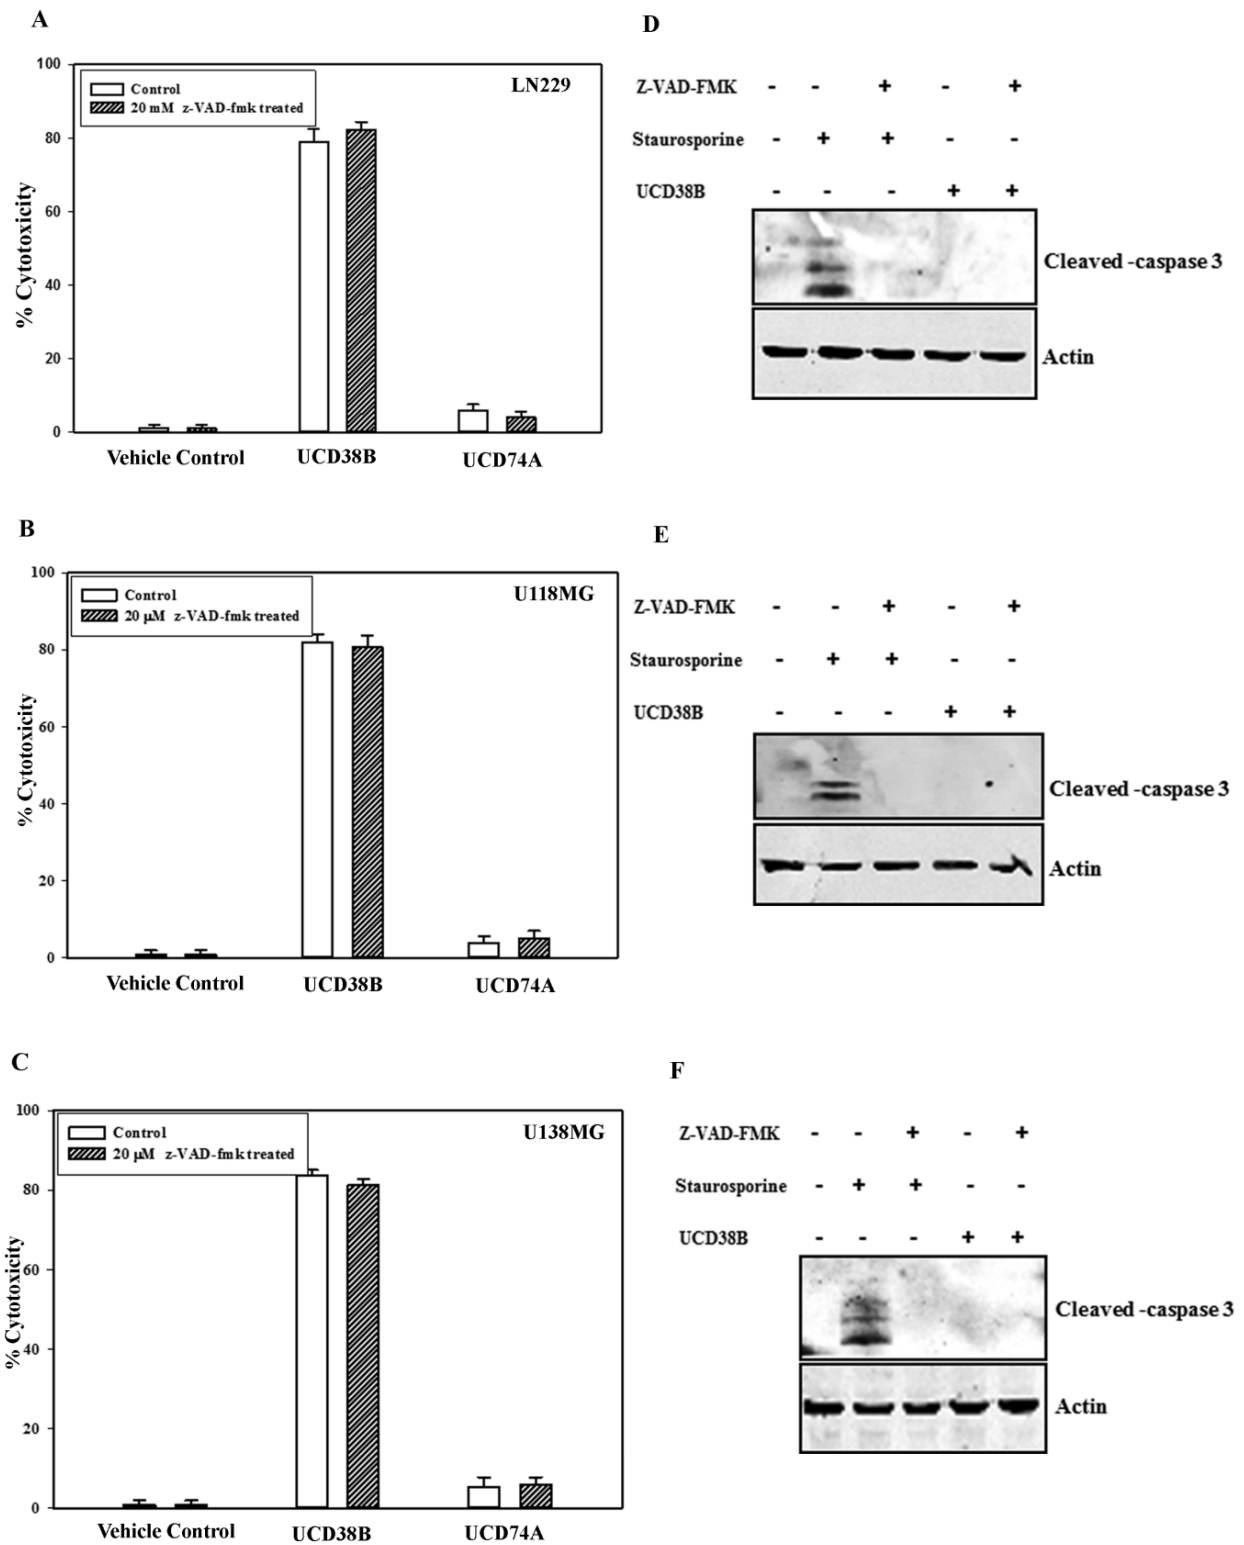 A
100
80
60
40
20
0
% Cytotoxicity
Control
20 mM z-VAD-fmk treated
LN229
Vehicle Control UCD38B UCD74A
D
Z-VAD-FMK - - + - +
Staurosporine - + + - -
UCD38B - - - + +
Cleaved -caspase 3
Actin
B
100
80
60
40
20
0
% Cytotoxicity
Control
20 µM z-VAD-fmk treated
U118MG
Vehicle Control UCD38B UCD74A
E
Z-VAD-FMK - - + - +
Staurosporine - + + - -
UCD38B - - - + +
Cleaved -caspase 3
Actin
C
100
80
60
40
20
0
% Cytotoxicity
Control
20 µM z-VAD-fmk treated
U138MG
Vehicle Control UCD38B UCD74A
F
Z-VAD-FMK - - + - +
Staurosporine - + + - -
UCD38B - - - + +
Cleaved -caspase 3
Actin